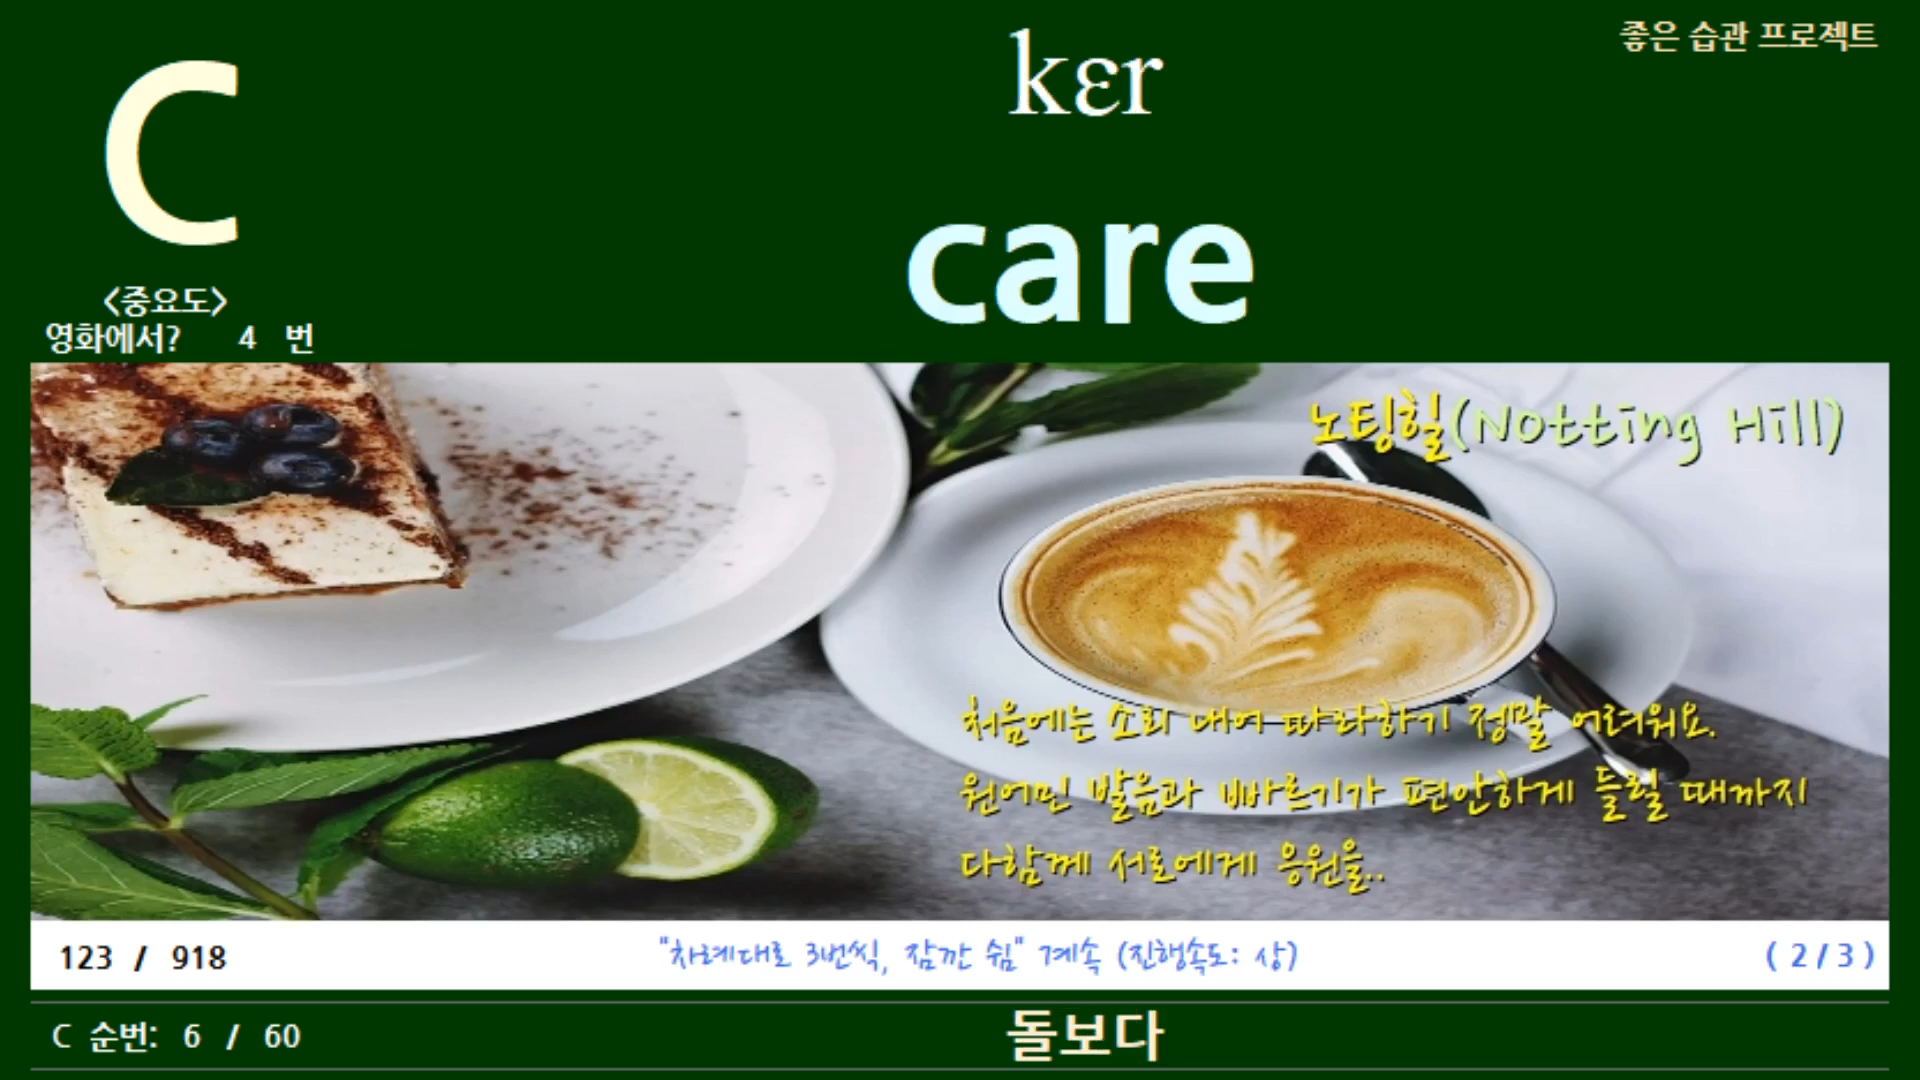 좋은 습관 프로젝트
C
kɛr
care
<중요도>
영화에서? 4 번
노팅힐(Notting Hill)
처음에는 소리 내어 따라하기 정말 어려워요.
원어민 발음과 빠르기가 편안하게 들릴 때까지
다함께 서로에게 응원을..
123 / 918
"차례대로 3번씩, 잠깐 쉼" 계속 (진행속도: 상)
( 2 / 3 )
C 순번: 6 / 60
돌보다